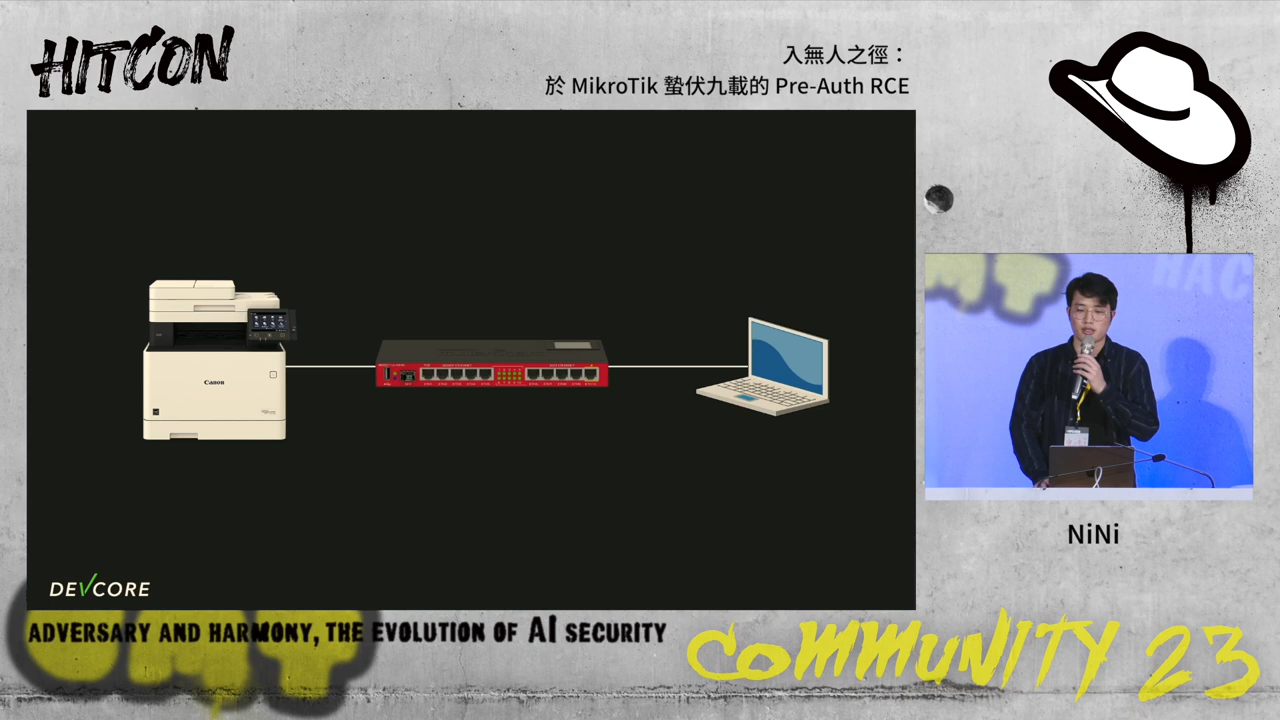 HITCON
入無人之徑：
於 MikroTik 蟄伏九載的 Pre-Auth RCE
HAC
Canon
DEVCORE
NiNi
ADVERSARY AND HARMONY, THE EVOLUTION OF AI SECURITY
COMMUNITY 23